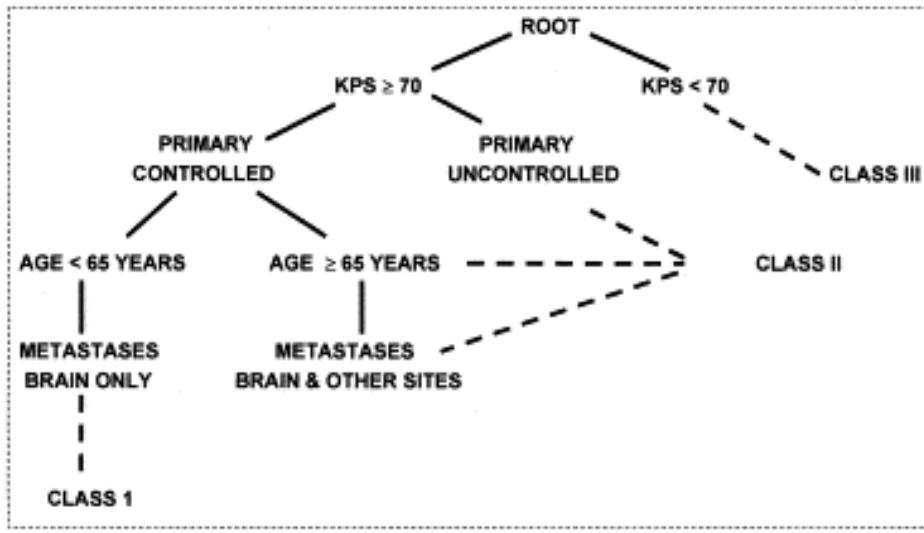 ROOT
KPS ≥ 70
KPS < 70
PRIMARY
CONTROLLED
PRIMARY
UNCONTROLLED
CLASS III
AGE < 65 YEARS
AGE ≥ 65 YEARS
CLASS II
METASTASES
BRAIN ONLY
METASTASES
BRAIN & OTHER SITES
CLASS 1